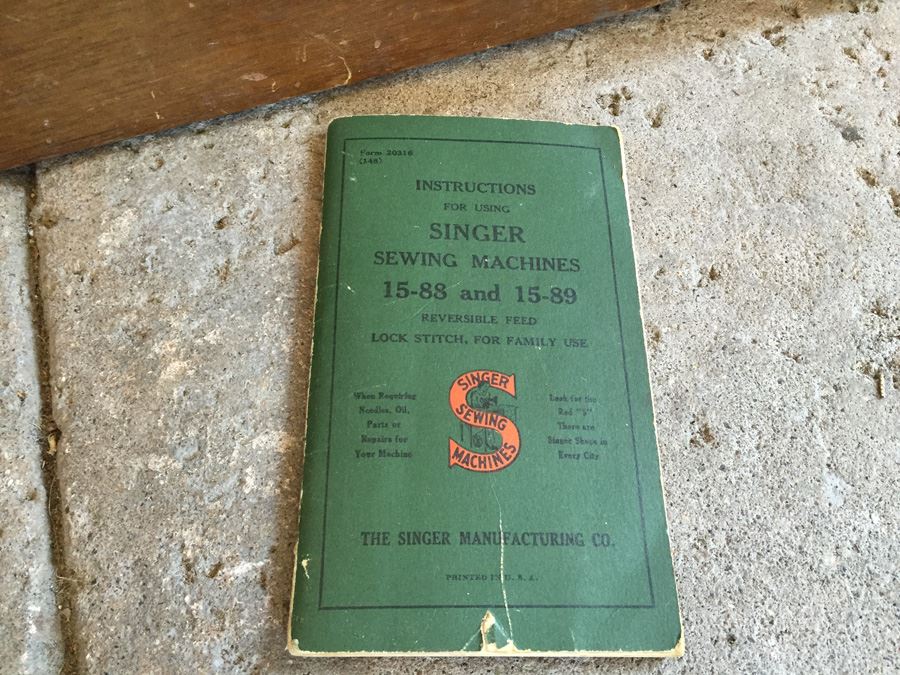 Form 20316
(148)
INSTRUCTIONS
FOR USING
SINGER
SEWING MACHINES
15-88 and 15-89
REVERSIBLE FEED
LOCK STITCH, FOR FAMILY USE
When Requiring
Needles, Oil,
Parts or
Repairs for
Your Machine
SINGER
SEWING
MACHINES
Look for the
Red "S"
There are
Singer Shops in
Every City
THE SINGER MANUFACTURING CO.
PRINTED IN U. S. A.